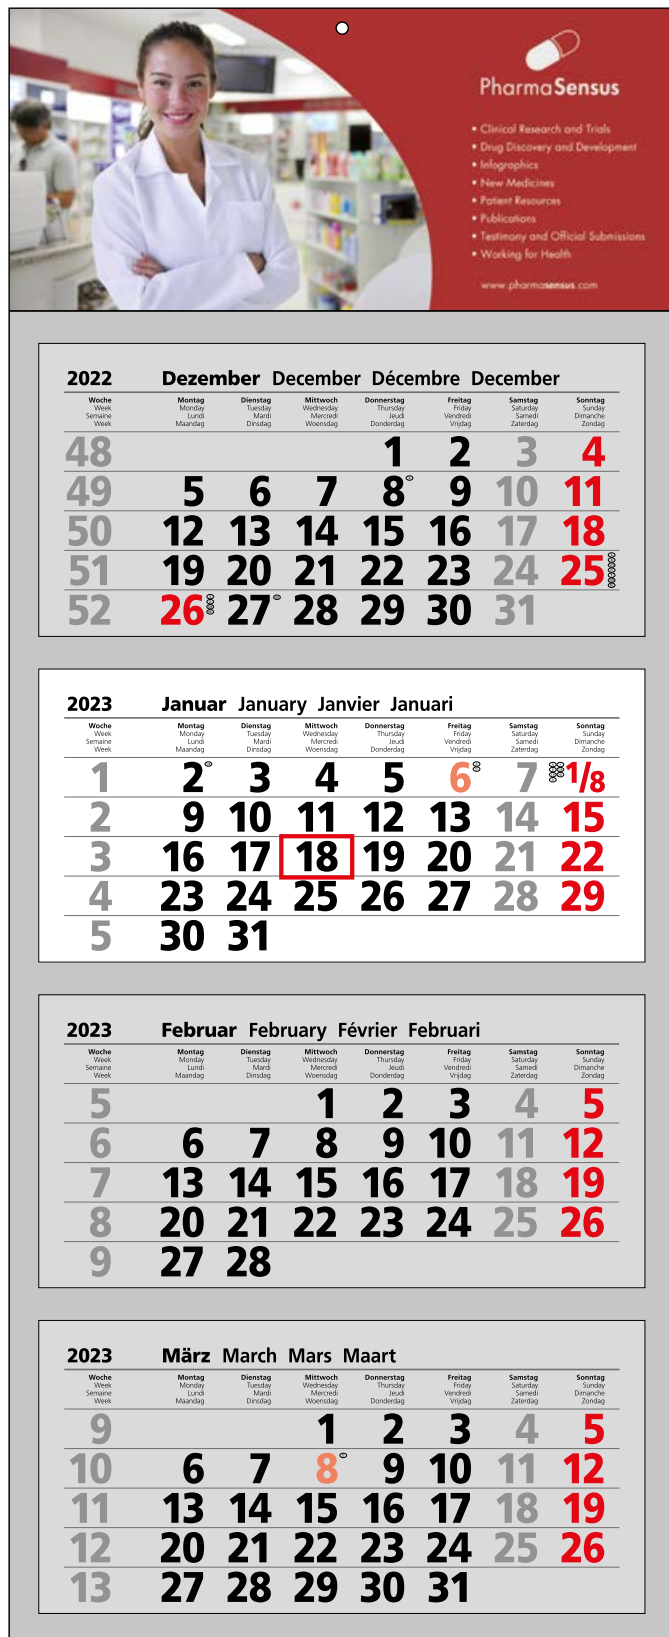 PharmaSensus
• Clinical Research and Trials
• Drug Discovery and Development
• Infographics
• New Medicines
• Patient Resources
• Publications
• Testimony and Official Submissions
• Working for Health
www.pharmasensus.com
2022 Dezember December Décembre December
Woche Montag Dienstag Mittwoch Donnerstag Freitag Samstag Sonntag
Week Monday Tuesday Wednesday Thursday Friday Saturday Sunday
Semaine Lundi Mardi Mercredi Jeudi Vendredi Samedi Dimanche
Week Maandag Dinsdag Woensdag Donderdag Vrijdag Zaterdag Zondag
48 1 2 3 4
49 5 6 7 8 9 10 11
50 12 13 14 15 16 17 18
51 19 20 21 22 23 24 25
52 26 27 28 29 30 31
2023 Januar January Janvier Januari
Woche Montag Dienstag Mittwoch Donnerstag Freitag Samstag Sonntag
Week Monday Tuesday Wednesday Thursday Friday Saturday Sunday
Semaine Lundi Mardi Mercredi Jeudi Vendredi Samedi Dimanche
Week Maandag Dinsdag Woensdag Donderdag Vrijdag Zaterdag Zondag
1 2 3 4 5 6 7 1/8
2 9 10 11 12 13 14 15
3 16 17 18 19 20 21 22
4 23 24 25 26 27 28 29
5 30 31
2023 Februar February Février Februari
Woche Montag Dienstag Mittwoch Donnerstag Freitag Samstag Sonntag
Week Monday Tuesday Wednesday Thursday Friday Saturday Sunday
Semaine Lundi Mardi Mercredi Jeudi Vendredi Samedi Dimanche
Week Maandag Dinsdag Woensdag Donderdag Vrijdag Zaterdag Zondag
5 1 2 3 4 5
6 6 7 8 9 10 11 12
7 13 14 15 16 17 18 19
8 20 21 22 23 24 25 26
9 27 28
2023 März March Mars Maart
Woche Montag Dienstag Mittwoch Donnerstag Freitag Samstag Sonntag
Week Monday Tuesday Wednesday Thursday Friday Saturday Sunday
Semaine Lundi Mardi Mercredi Jeudi Vendredi Samedi Dimanche
Week Maandag Dinsdag Woensdag Donderdag Vrijdag Zaterdag Zondag
9 1 2 3 4 5
10 6 7 8 9 10 11 12
11 13 14 15 16 17 18 19
12 20 21 22 23 24 25 26
13 27 28 29 30 31